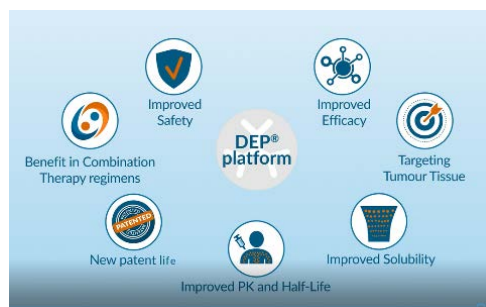 Improved
Safety
Improved
Efficacy
Benefit in Combination
Therapy regimens
DEP®
platform
Targeting
Tumour Tissue
PATENTED
New patent life
Improved Solubility
Improved PK and Half-Life